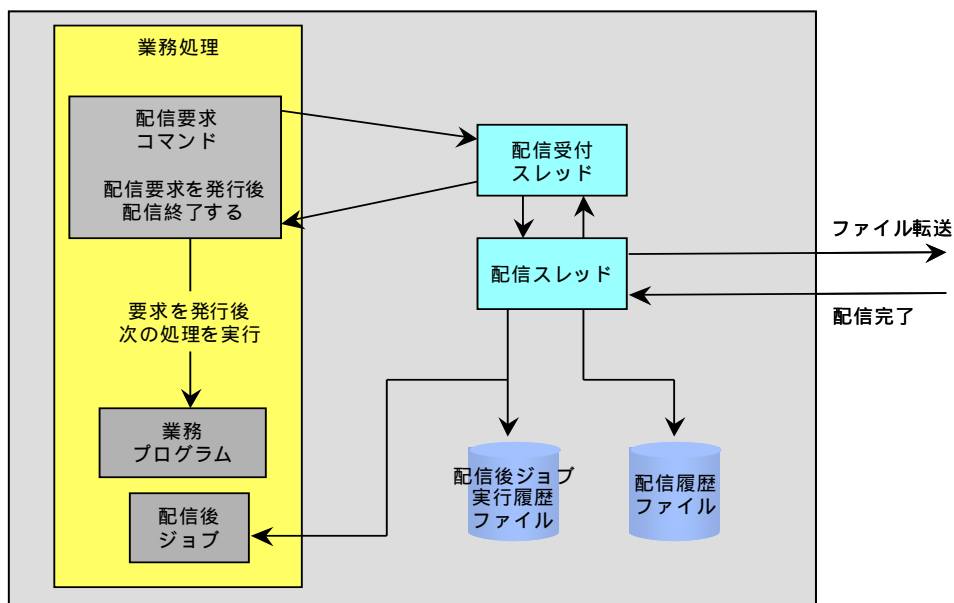 業務処理
配信要求
コマンド
配信要求を発行後
配信終了する
配信受付
スレッド
配信スレッド
ファイル転送
配信完了
要求を発行後
次の処理を実行
業務
プログラム
配信後
ジョブ
配信後ジョブ
実行履歴
ファイル
配信履歴
ファイル